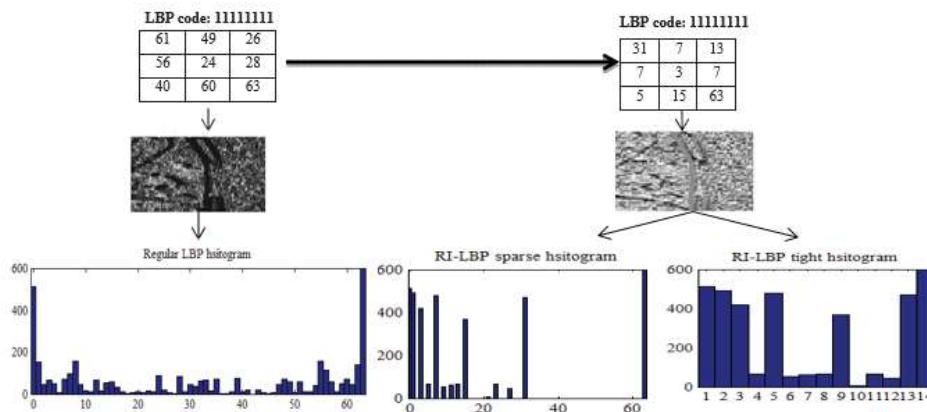 LBP code: 11111111
61 49 26
56 24 28
40 60 63
LBP code: 11111111
31 7 13
7 3 7
5 15 63
Regular LBP hsitogram
600
400
200
0
0 10 20 30 40 50 60
RI-LBP sparse hsitogram
600
400
200
0
0 20 40 60
RI-LBP tight hsitogram
600
400
200
0
1 2 3 4 5 6 7 8 9 10 11 12 13 14